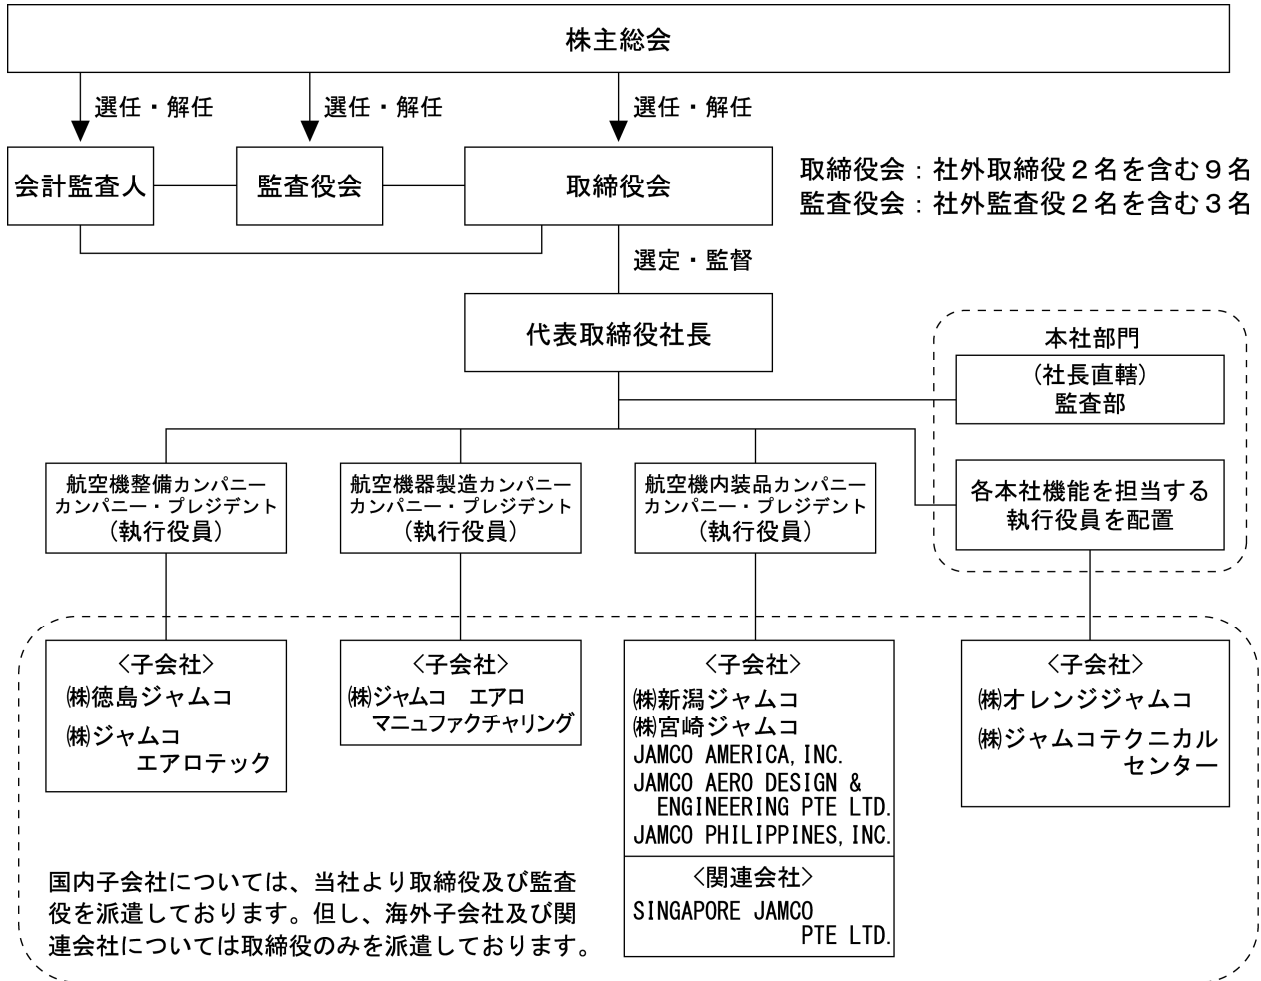 株主総会
選任・解任
選任・解任
選任・解任
会計監査人
監査役会
取締役会
取締役会：社外取締役２名を含む９名
監査役会：社外監査役２名を含む３名
選定・監督
代表取締役社長
本社部門
(社長直轄)
監査部
航空機整備カンパニー
カンパニー・プレジデント
(執行役員)
航空機器製造カンパニー
カンパニー・プレジデント
(執行役員)
航空機内装品カンパニー
カンパニー・プレジデント
(執行役員)
各本社機能を担当する
執行役員を配置
<子会社>
㈱徳島ジャムコ
㈱ジャムコ
エアロテック
<子会社>
㈱ジャムコ　エアロ
マニュファクチャリング
<子会社>
㈱新潟ジャムコ
㈱宮崎ジャムコ
JAMCO AMERICA, INC.
JAMCO AERO DESIGN &
ENGINEERING PTE LTD.
JAMCO PHILIPPINES, INC.
<関連会社>
SINGAPORE JAMCO
PTE LTD.
<子会社>
㈱オレンジジャムコ
㈱ジャムコテクニカル
センター
国内子会社については、当社より取締役及び監査
役を派遣しております。但し、海外子会社及び関
連会社については取締役のみを派遣しております。